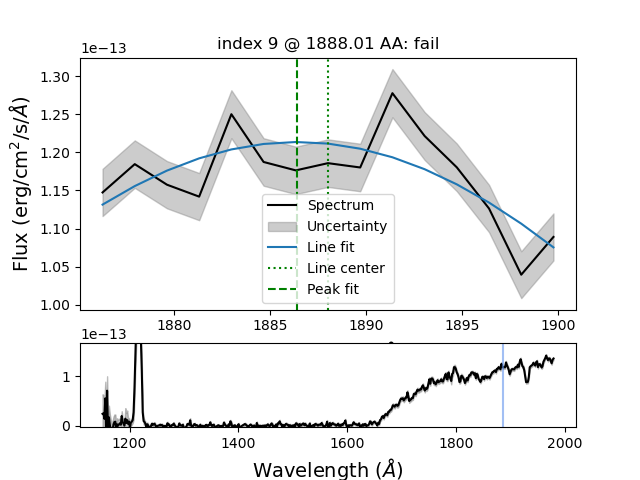 index 9 @ 1888.01 AA: fail
1e−13
1.30
1.25
1.20
1.15
1.10
1.05
1.00
Flux (erg/cm²/s/Å)
Spectrum
Uncertainty
Line fit
Line center
Peak fit
1880 1885 1890 1895 1900
1e−13
1
0
1200 1400 1600 1800 2000
Wavelength (Å)